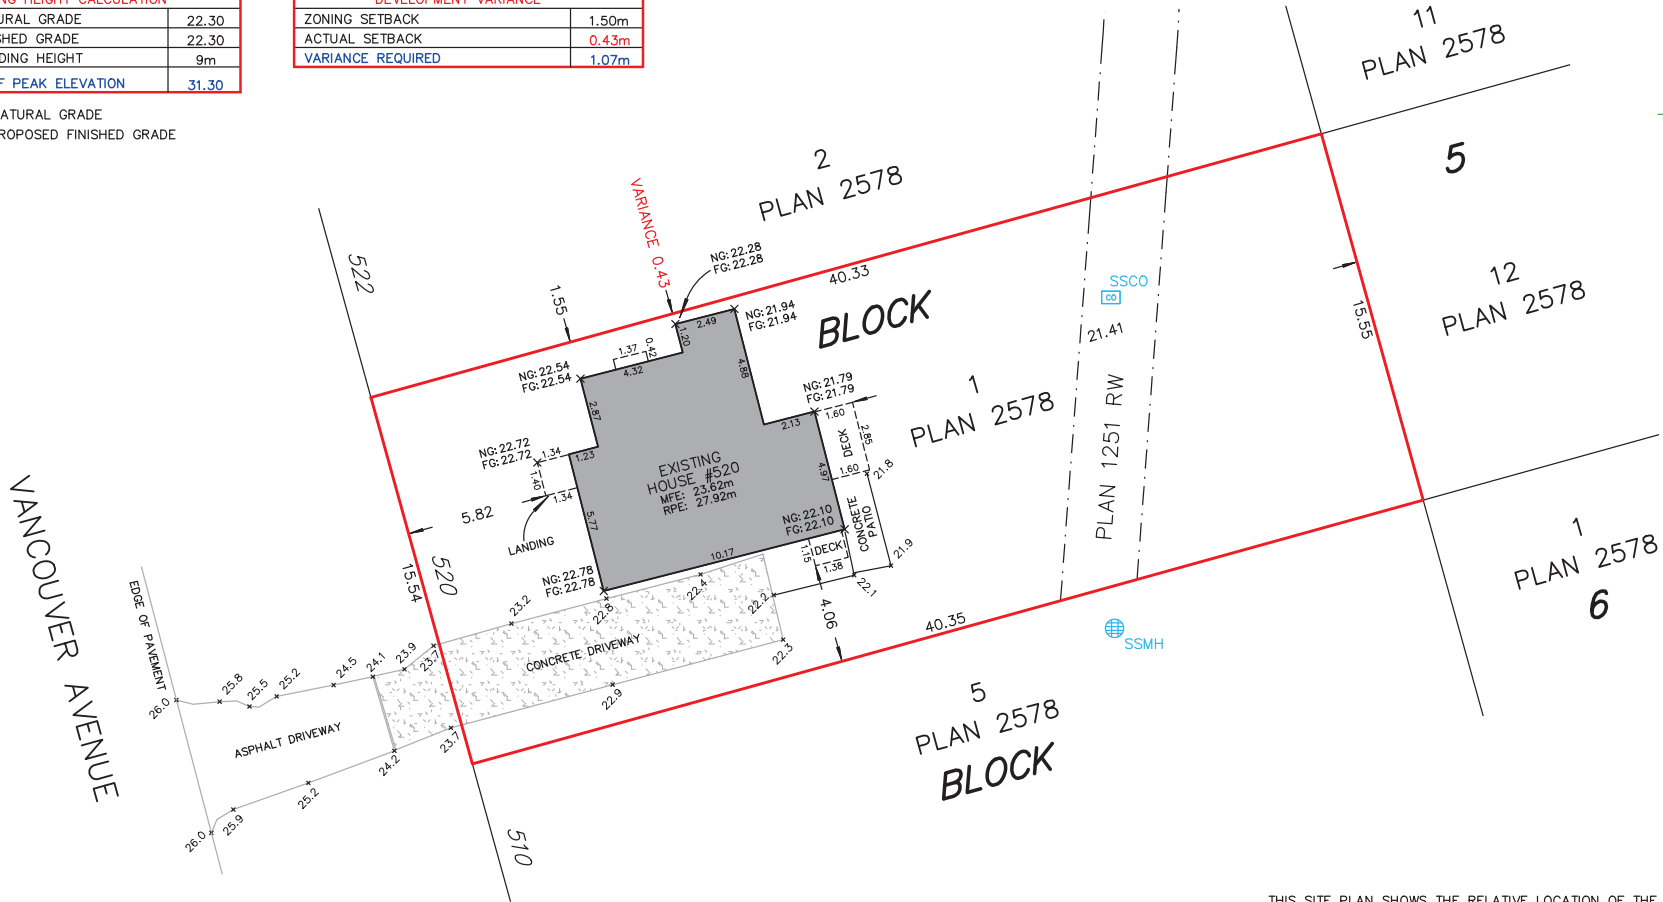 NG HEIGHT CALCULATION
URAL GRADE 22.30
SHED GRADE 22.30
DING HEIGHT 9m
F PEAK ELEVATION 31.30
ATURAL GRADE
ROPOSED FINISHED GRADE
DEVELOPMENT VARIANCE
ZONING SETBACK 1.50m
ACTUAL SETBACK 0.43m
VARIANCE REQUIRED 1.07m
11
PLAN 2578
5
2
PLAN 2578
VARIANCE 0.43
NG: 22.28
FG: 22.28
40.33
522
1.55
NG: 21.94
FG: 21.94
BLOCK
SSCO
CO
21.41
12
PLAN 2578
15.55
2.49
1.20
1.37
0.42
4.32
4.88
NG: 22.54
FG: 22.54
NG: 21.79
FG: 21.79
1
PLAN 2578
PLAN 1251 RW
2.87
2.13
1.60
DECK
2.85
1.60
21.8
4.97
NG: 22.72
FG: 22.72
1.34
1.23
1.40
1.34
EXISTING
HOUSE #520
MFE: 23.62m
RPE: 27.92m
5.82
LANDING
5.77
NG: 22.10
FG: 22.10
CONCRETE
PATIO
VANCOUVER AVENUE
15.54
520
10.17
1.15
DECK
1.38
21.9
22.1
1
PLAN 2578
6
NG: 22.78
FG: 22.78
EDGE OF PAVEMENT
23.2
22.8
22.4
22.2
4.06
40.35
SSMH
CONCRETE DRIVEWAY
22.3
22.9
26.0
25.8
25.5
25.2
24.5
24.1
23.9
23.7
ASPHALT DRIVEWAY
23.7
24.2
25.2
25.9
26.0
5
PLAN 2578
BLOCK
510
THIS SITE PLAN SHOWS THE RELATIVE LOCATION OF THE